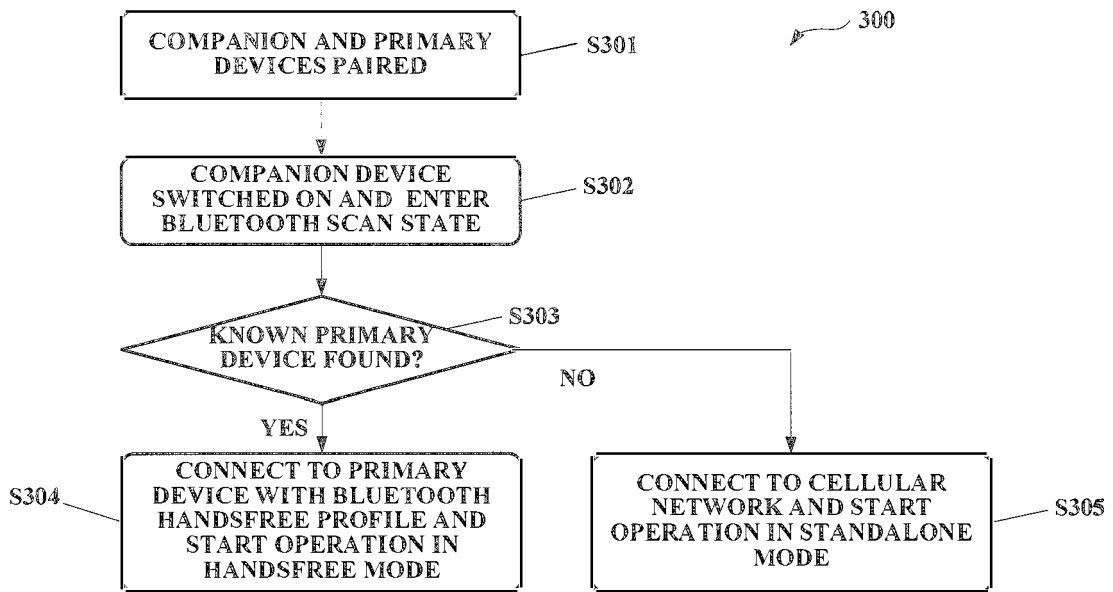 300
COMPANION AND PRIMARY
DEVICES PAIRED
S301
COMPANION DEVICE
SWITCHED ON AND ENTER
BLUETOOTH SCAN STATE
S302
S303
KNOWN PRIMARY
DEVICE FOUND?
NO
YES
S304
CONNECT TO PRIMARY
DEVICE WITH BLUETOOTH
HANDSFREE PROFILE AND
START OPERATION IN
HANDSFREE MODE
CONNECT TO CELLULAR
NETWORK AND START
OPERATION IN STANDALONE
MODE
S305